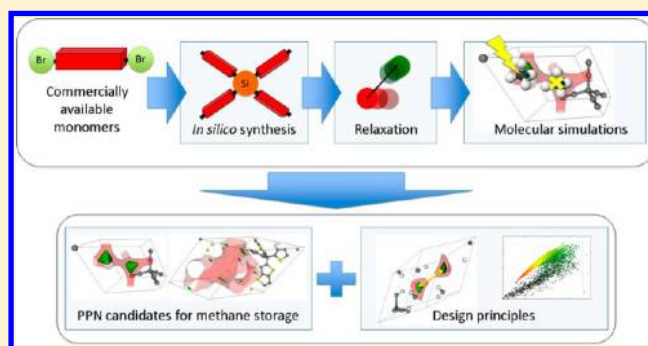 Br
Br
Commercially
available
monomers
Si
In silico synthesis
Relaxation
Molecular simulations
PPN candidates for methane storage
Design principles